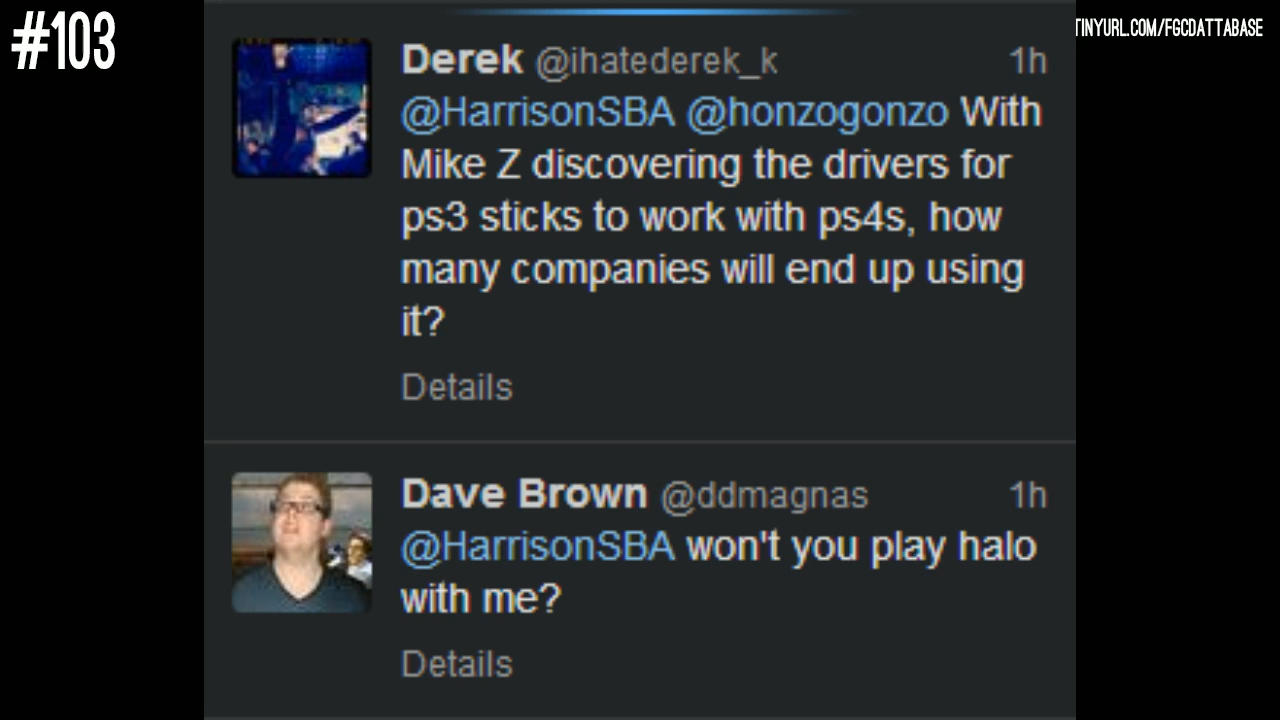 #103
TINYURL.COM/FGCDATTABASE
Derek @ihatederek_k 1h
@HarrisonSBA @honzogonzo With
Mike Z discovering the drivers for
ps3 sticks to work with ps4s, how
many companies will end up using
it?
Details
Dave Brown @ddmagnas 1h
@HarrisonSBA won't you play halo
with me?
Details